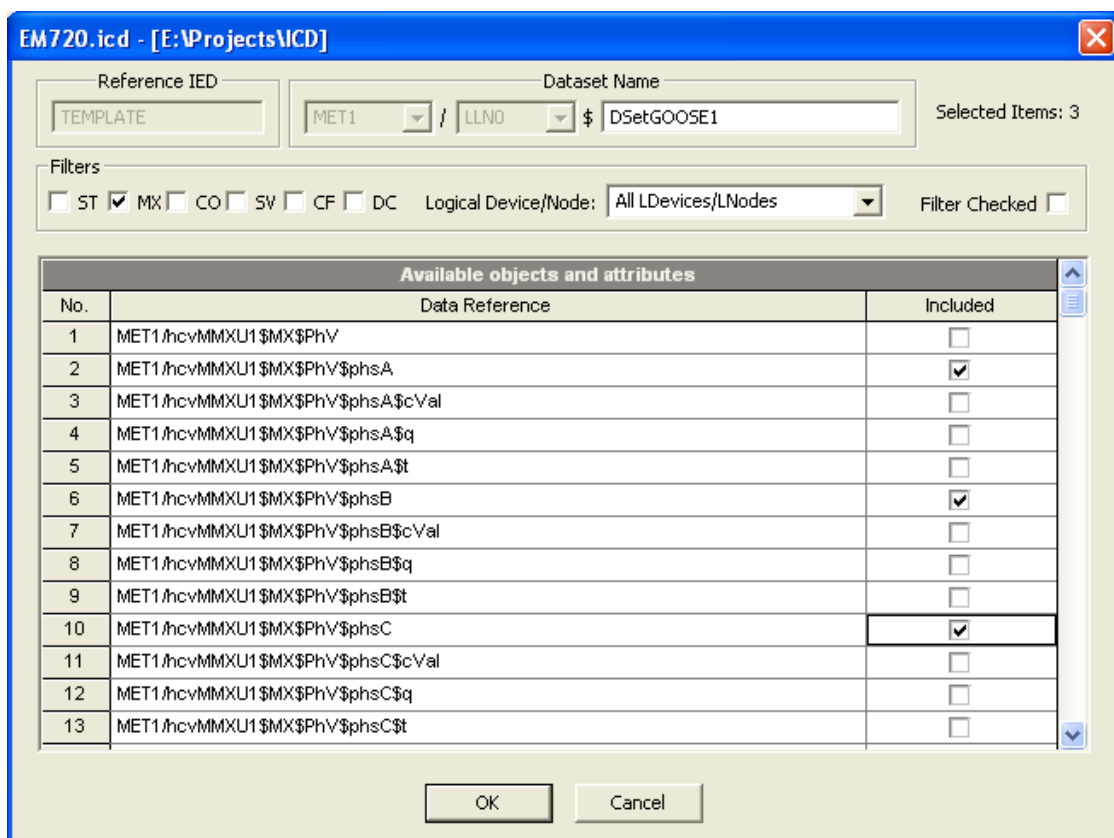 EM720.icd - [E:\Projects\ICD]
Reference IED
Dataset Name
TEMPLATE
MET1 / LLN0 $ DSetGOOSE1
Selected Items: 3
Filters
ST MX CO SV CF DC Logical Device/Node: All LDevices/LNodes Filter Checked
Available objects and attributes
No. Data Reference Included
1 MET1/hcvMMXU1$MX$PhV
2 MET1/hcvMMXU1$MX$PhV$phsA
3 MET1/hcvMMXU1$MX$PhV$phsA$cVal
4 MET1/hcvMMXU1$MX$PhV$phsA$q
5 MET1/hcvMMXU1$MX$PhV$phsA$t
6 MET1/hcvMMXU1$MX$PhV$phsB
7 MET1/hcvMMXU1$MX$PhV$phsB$cVal
8 MET1/hcvMMXU1$MX$PhV$phsB$q
9 MET1/hcvMMXU1$MX$PhV$phsB$t
10 MET1/hcvMMXU1$MX$PhV$phsC
11 MET1/hcvMMXU1$MX$PhV$phsC$cVal
12 MET1/hcvMMXU1$MX$PhV$phsC$q
13 MET1/hcvMMXU1$MX$PhV$phsC$t
OK Cancel